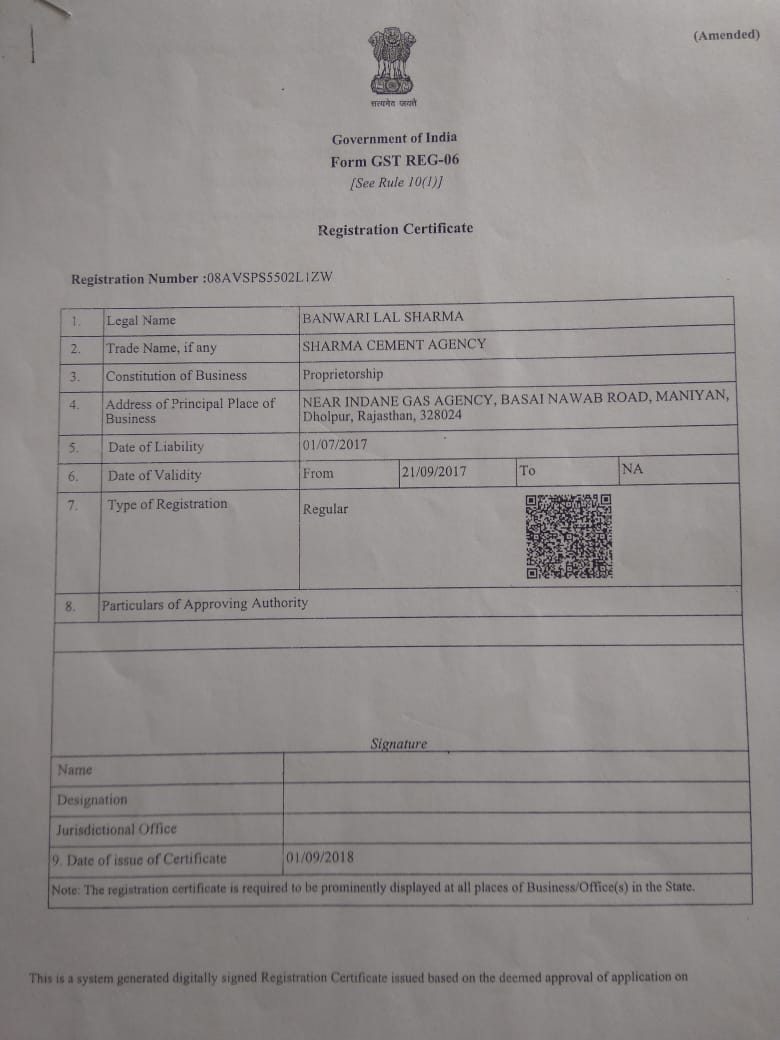 (Amended)
सत्यमेव जयते
Government of India
Form GST REG-06
[See Rule 10(1)]
Registration Certificate
Registration Number :08AVSPS5502L1ZW
1. Legal Name BANWARI LAL SHARMA
2. Trade Name, if any SHARMA CEMENT AGENCY
3. Constitution of Business Proprietorship
4. Address of Principal Place of NEAR INDANE GAS AGENCY, BASAI NAWAB ROAD, MANIYAN,
Business Dholpur, Rajasthan, 328024
5. Date of Liability 01/07/2017
6. Date of Validity From 21/09/2017 To NA
7. Type of Registration Regular
8. Particulars of Approving Authority
Signature
Name
Designation
Jurisdictional Office
9. Date of issue of Certificate 01/09/2018
Note: The registration certificate is required to be prominently displayed at all places of Business/Office(s) in the State.
This is a system generated digitally signed Registration Certificate issued based on the deemed approval of application on